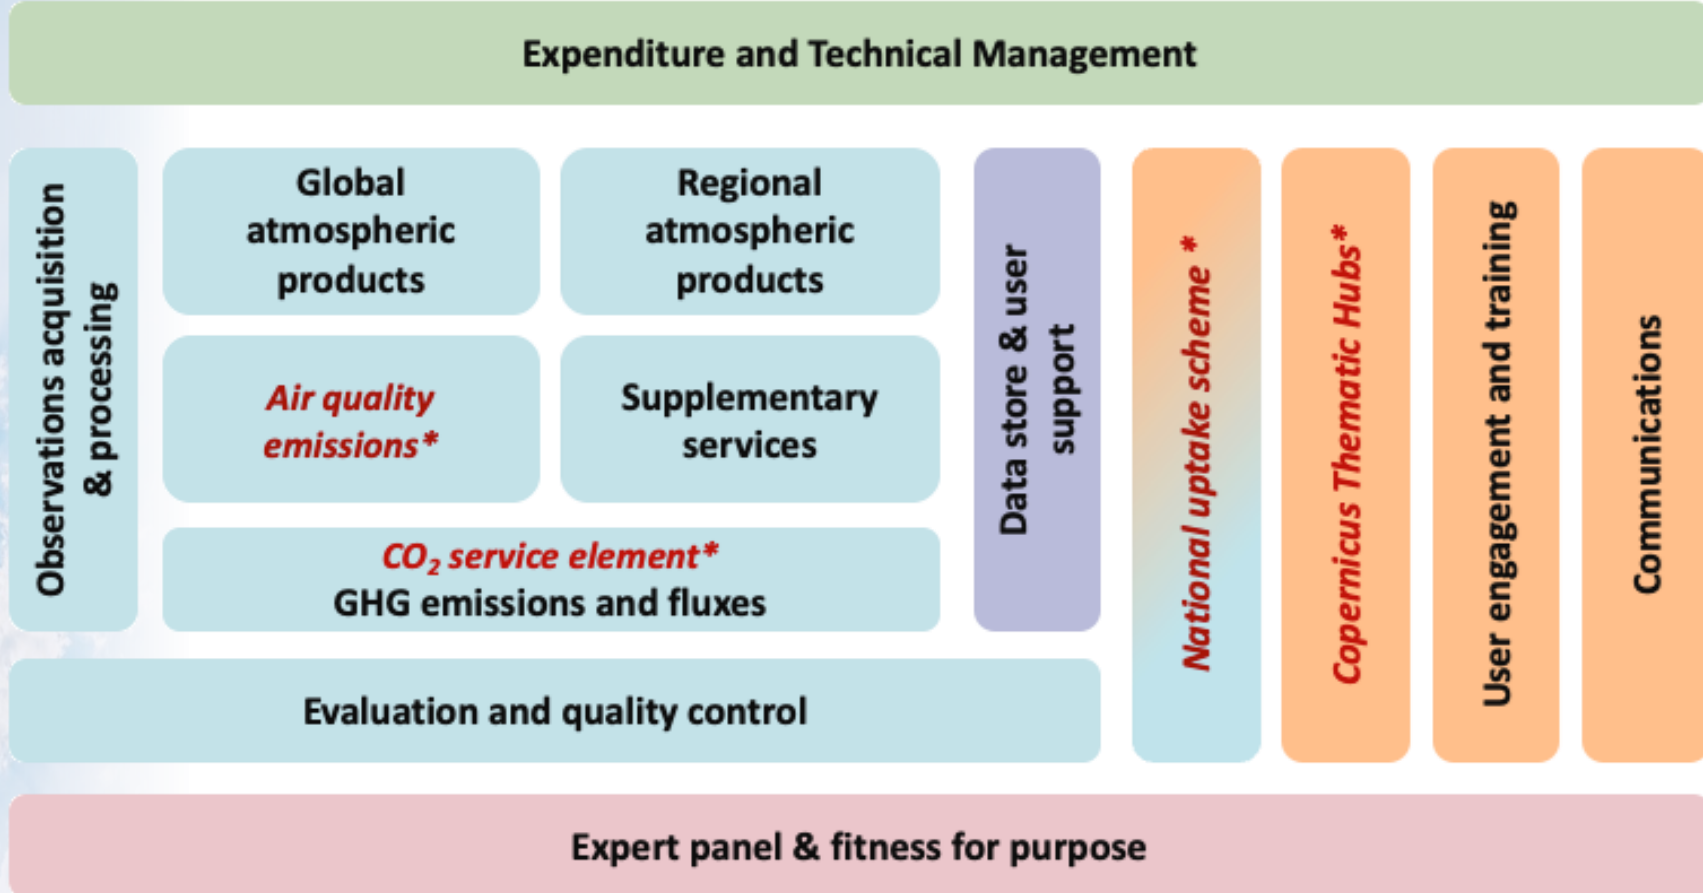 Expenditure and Technical Management
Observations acquisition
& processing
Global
atmospheric
products
Regional
atmospheric
products
Air quality
emissions*
Supplementary
services
CO₂ service element*
GHG emissions and fluxes
Data store & user
support
National uptake scheme *
Copernicus Thematic Hubs*
User engagement and training
Communications
Evaluation and quality control
Expert panel & fitness for purpose